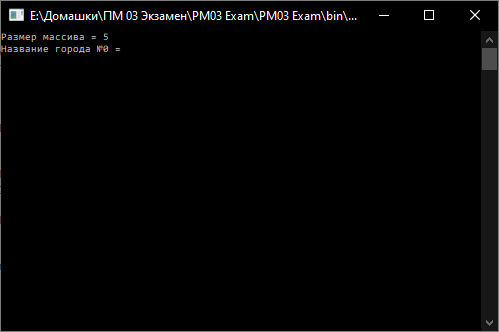 E:\Домашки\ПМ 03 Экзамен\PM03 Exam\PM03 Exam\bin\...
Размер массива = 5
Название города №0 =